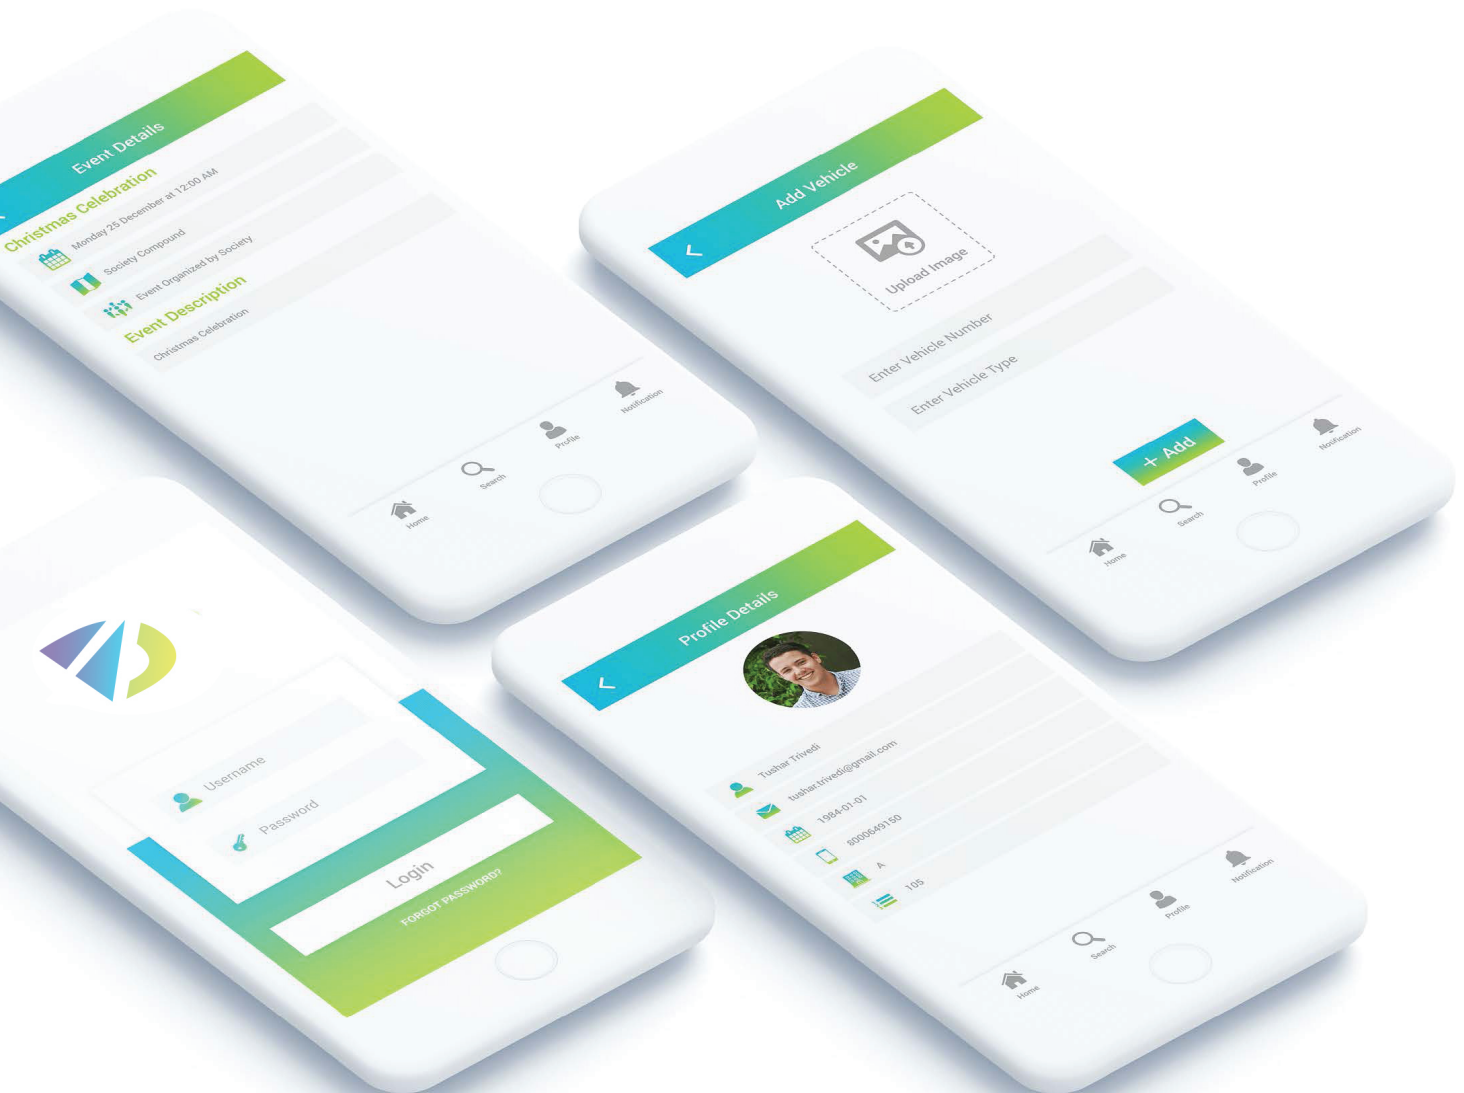 Event Details
Christmas Celebration
Monday 25 December at 12:00 AM
Society Compound
Event Organized by Society
Event Description
Christmas Celebration
Home
Search
Profile
Notification
Add Vehicle
Upload Image
Enter Vehicle Number
Enter Vehicle Type
+ Add
Home
Search
Profile
Notification
Username
Password
Login
FORGOT PASSWORD?
Profile Details
Tushar Trivedi
tushar.trivedi@gmail.com
1984-01-01
6000649150
A
105
Home
Search
Profile
Notification